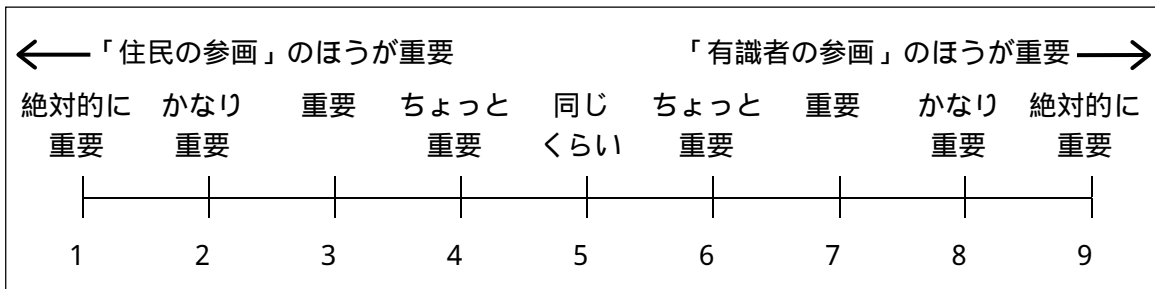 「住民の参画」のほうが重要 「有識者の参画」のほうが重要
絶対的に かなり 重要 ちょっと 同じ ちょっと 重要 かなり 絶対的に
重要 重要 重要 くらい 重要 重要 重要
1 2 3 4 5 6 7 8 9